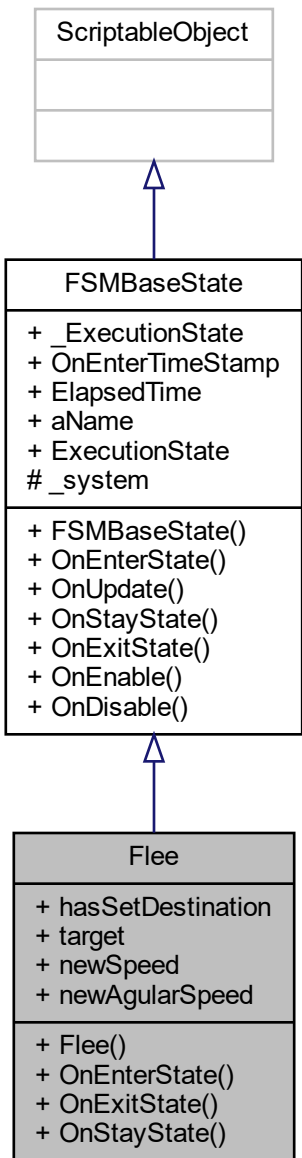 ScriptableObject
FSMBaseState
+ _ExecutionState
+ OnEnterTimeStamp
+ ElapsedTime
+ aName
+ ExecutionState
# _system
+ FSMBaseState()
+ OnEnterState()
+ OnUpdate()
+ OnStayState()
+ OnExitState()
+ OnEnable()
+ OnDisable()
Flee
+ hasSetDestination
+ target
+ newSpeed
+ newAgularSpeed
+ Flee()
+ OnEnterState()
+ OnExitState()
+ OnStayState()